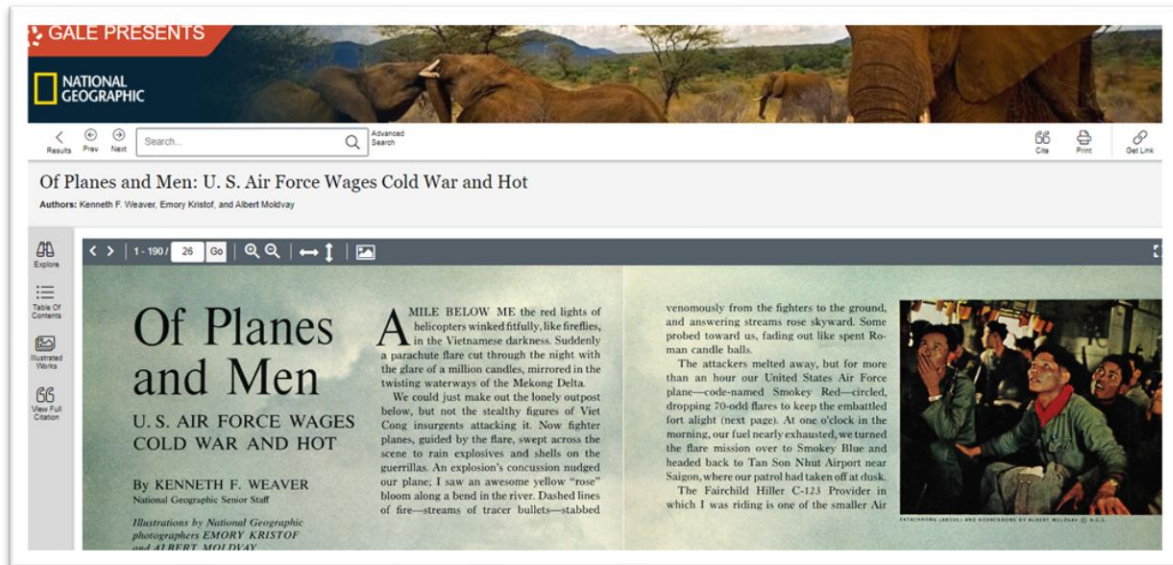 GALE PRESENTS
NATIONAL
GEOGRAPHIC
Results
Prev
Next
Search...
Advanced
Search
Cite
Print
Get Link
Of Planes and Men: U. S. Air Force Wages Cold War and Hot
Authors: Kenneth F. Weaver, Emory Kristof, and Albert Moldvay
Explore
Table Of
Contents
Illustrated
Works
View Full
Citation
1 - 190 / 26 Go
Of Planes
and Men
U. S. AIR FORCE WAGES
COLD WAR AND HOT
By KENNETH F. WEAVER
National Geographic Senior Staff
Illustrations by National Geographic
photographers EMORY KRISTOF
and ALBERT MOLDVAY
A MILE BELOW ME the red lights of
helicopters winked fitfully, like fireflies,
in the Vietnamese darkness. Suddenly
a parachute flare cut through the night with
the glare of a million candles, mirrored in the
twisting waterways of the Mekong Delta.
We could just make out the lonely outpost
below, but not the stealthy figures of Viet
Cong insurgents attacking it. Now fighter
planes, guided by the flare, swept across the
scene to rain explosives and shells on the
guerrillas. An explosion's concussion nudged
our plane; I saw an awesome yellow “rose”
bloom along a bend in the river. Dashed lines
of fire—streams of tracer bullets—stabbed
venomously from the fighters to the ground,
and answering streams rose skyward. Some
probed toward us, fading out like spent Ro-
man candle balls.
The attackers melted away, but for more
than an hour our United States Air Force
plane—code-named Smokey Red—circled,
dropping 70-odd flares to keep the embattled
fort alight (next page). At one o'clock in the
morning, our fuel nearly exhausted, we turned
the flare mission over to Smokey Blue and
headed back to Tan Son Nhut Airport near
Saigon, where our patrol had taken off at dusk.
The Fairchild Hiller C-123 Provider in
which I was riding is one of the smaller Air
EKTACHROME (ABOVE) AND KODACHROME BY ALBERT MOLDVAY © N.G.S.